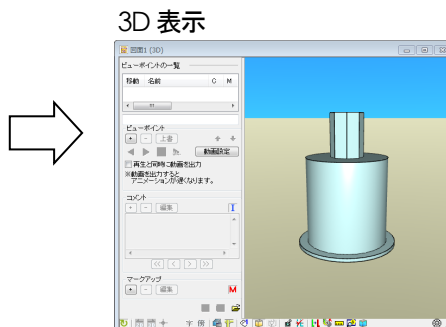 3D 表示
図面1 (3D)
ビューポイントの一覧
移動 名前 C M
ビューポイント
+ - 上書
動画設定
再生と同時に動画を出力
※動画を出力すると
アニメーションが遅くなります。
コメント
+ - 編集 I
<< < > >>
マークアップ
+ - 編集 M